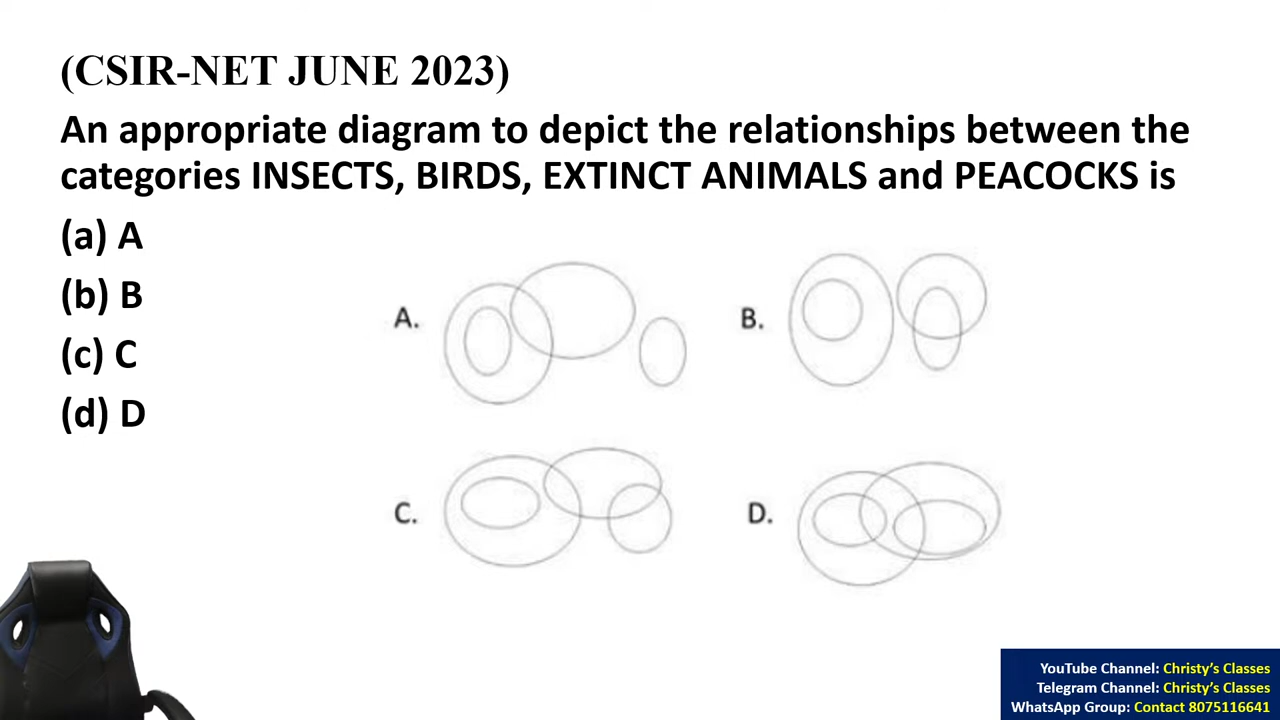 (CSIR-NET JUNE 2023)
An appropriate diagram to depict the relationships between the
categories INSECTS, BIRDS, EXTINCT ANIMALS and PEACOCKS is
(a) A
(b) B
(c) C
(d) D
A.
B.
C.
D.
YouTube Channel: Christy's Classes
Telegram Channel: Christy's Classes
WhatsApp Group: Contact 8075116641